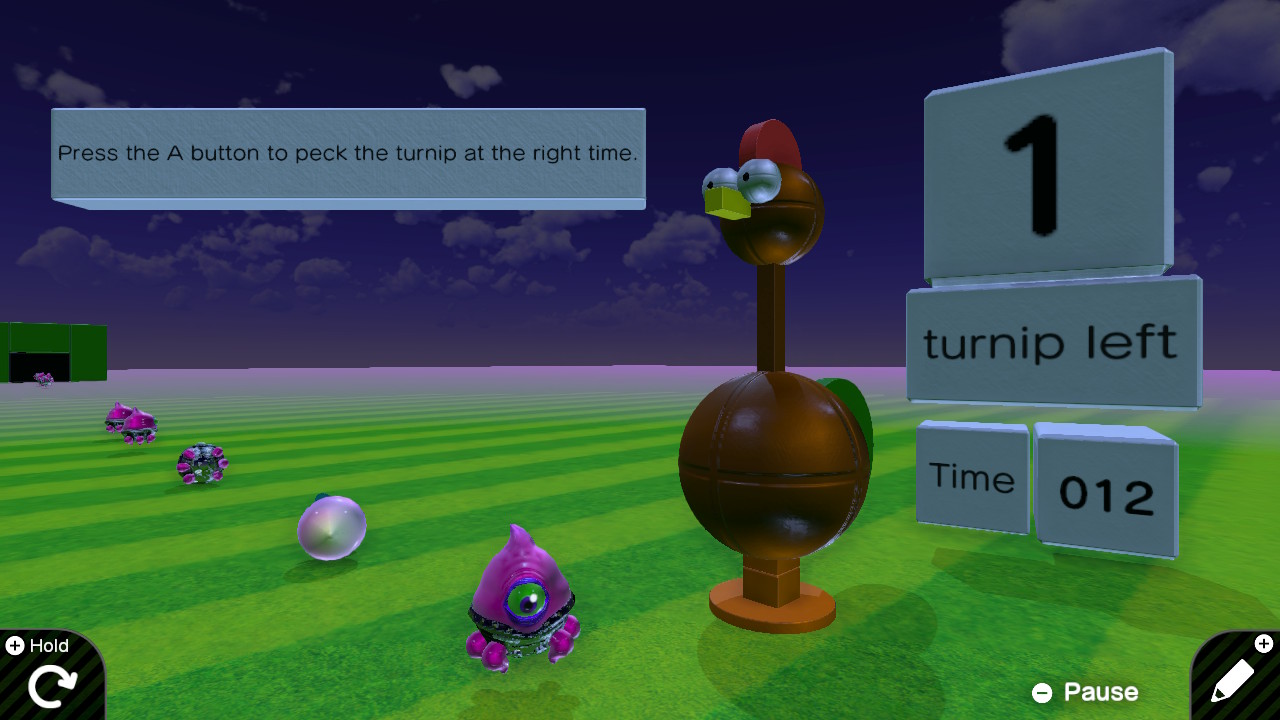 Press the A button to peck the turnip at the right time.
1
turnip left
Time 012
+ Hold
- Pause
+